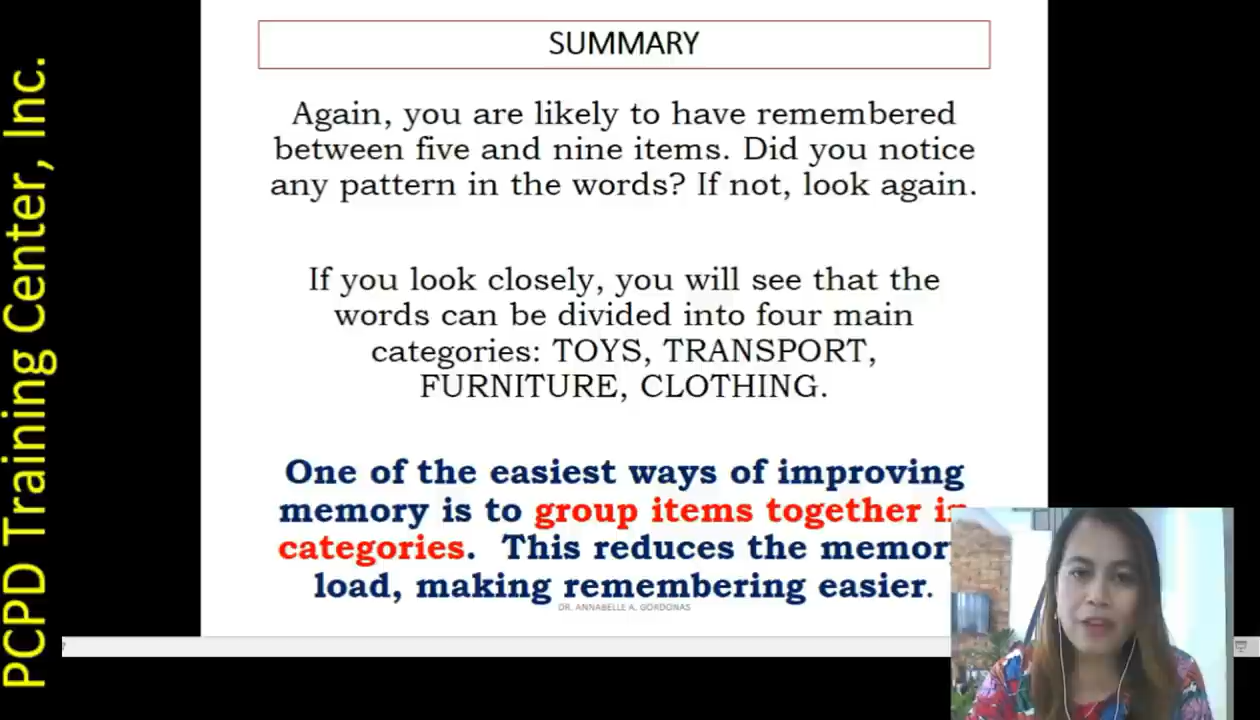 PCPD Training Center, Inc.
SUMMARY
Again, you are likely to have remembered
between five and nine items. Did you notice
any pattern in the words? If not, look again.
If you look closely, you will see that the
words can be divided into four main
categories: TOYS, TRANSPORT,
FURNITURE, CLOTHING.
One of the easiest ways of improving
memory is to group items together in
categories. This reduces the memory
load, making remembering easier.
DR. ANNABELLE A. GORDONAS